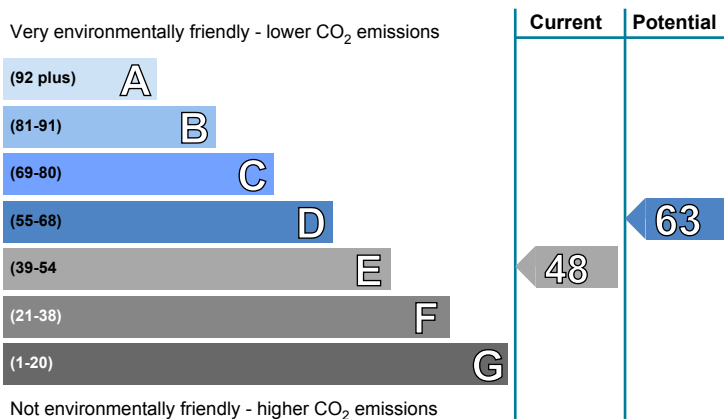 Current Potential
Very environmentally friendly - lower CO2 emissions
(92 plus) A
(81-91) B
(69-80) C
(55-68) D
63
(39-54 E
48
(21-38) F
(1-20) G
Not environmentally friendly - higher CO2 emissions